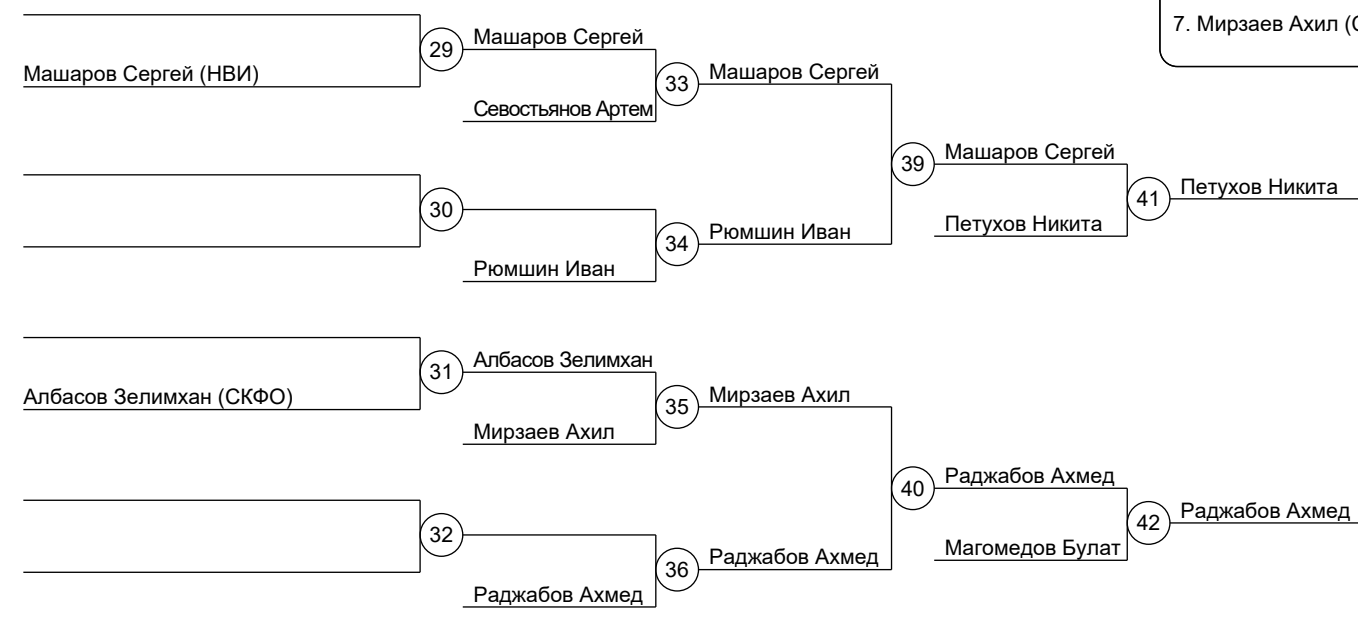 7. Мирзаев Ахил (С
29
Машаров Сергей
Машаров Сергей (НВИ)
33
Машаров Сергей
Севостьянов Артем
39
Машаров Сергей
41
Петухов Никита
30
Петухов Никита
34
Рюмшин Иван
Рюмшин Иван
31
Албасов Зелимхан
Албасов Зелимхан (СКФО)
35
Мирзаев Ахил
Мирзаев Ахил
40
Раджабов Ахмед
42
Раджабов Ахмед
32
Магомедов Булат
36
Раджабов Ахмед
Раджабов Ахмед